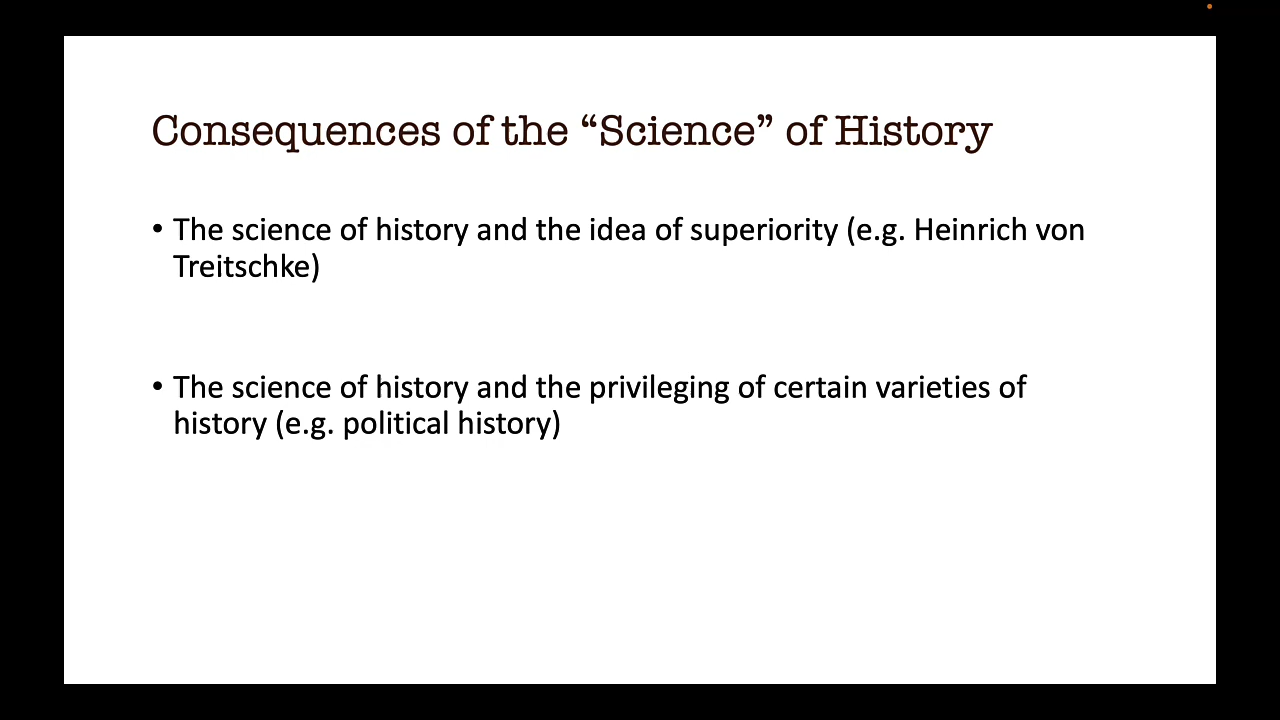 Consequences of the “Science” of History
• The science of history and the idea of superiority (e.g. Heinrich von
Treitschke)
• The science of history and the privileging of certain varieties of
history (e.g. political history)